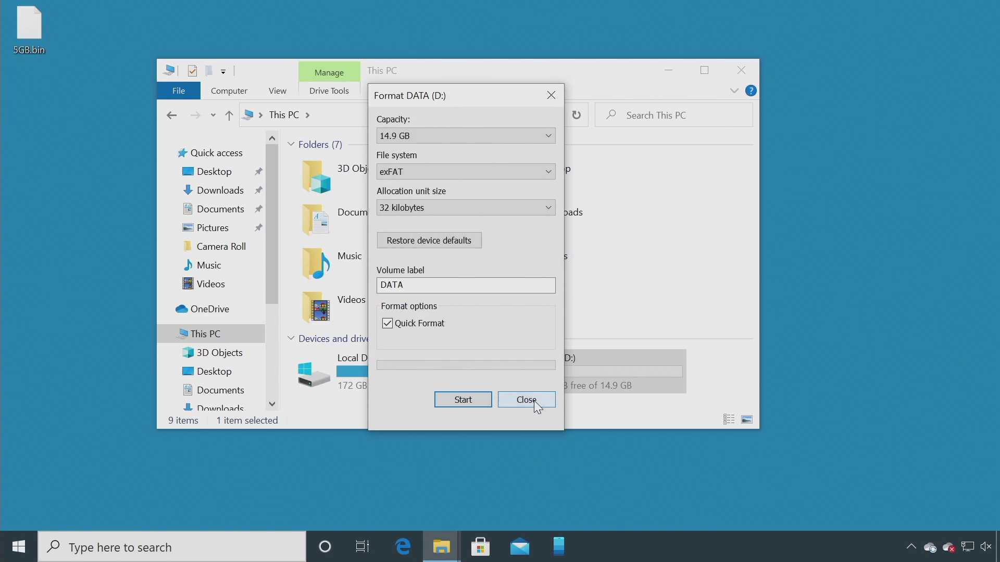 5GB.bin
Manage
This PC
File
Computer
View
Drive Tools
This PC
Search This PC
Quick access
Desktop
Downloads
Documents
Pictures
Camera Roll
Music
Videos
OneDrive
This PC
3D Objects
Desktop
Documents
Downloads
Folders (7)
3D Obj
Docum
Music
Videos
Devices and drive
Local D
172 GB
p
oads
s
D:)
B free of 14.9 GB
Format DATA (D:)
Capacity:
14.9 GB
File system
exFAT
Allocation unit size
32 kilobytes
Restore device defaults
Volume label
DATA
Format options
Quick Format
Start
Close
9 items
1 item selected
Type here to search